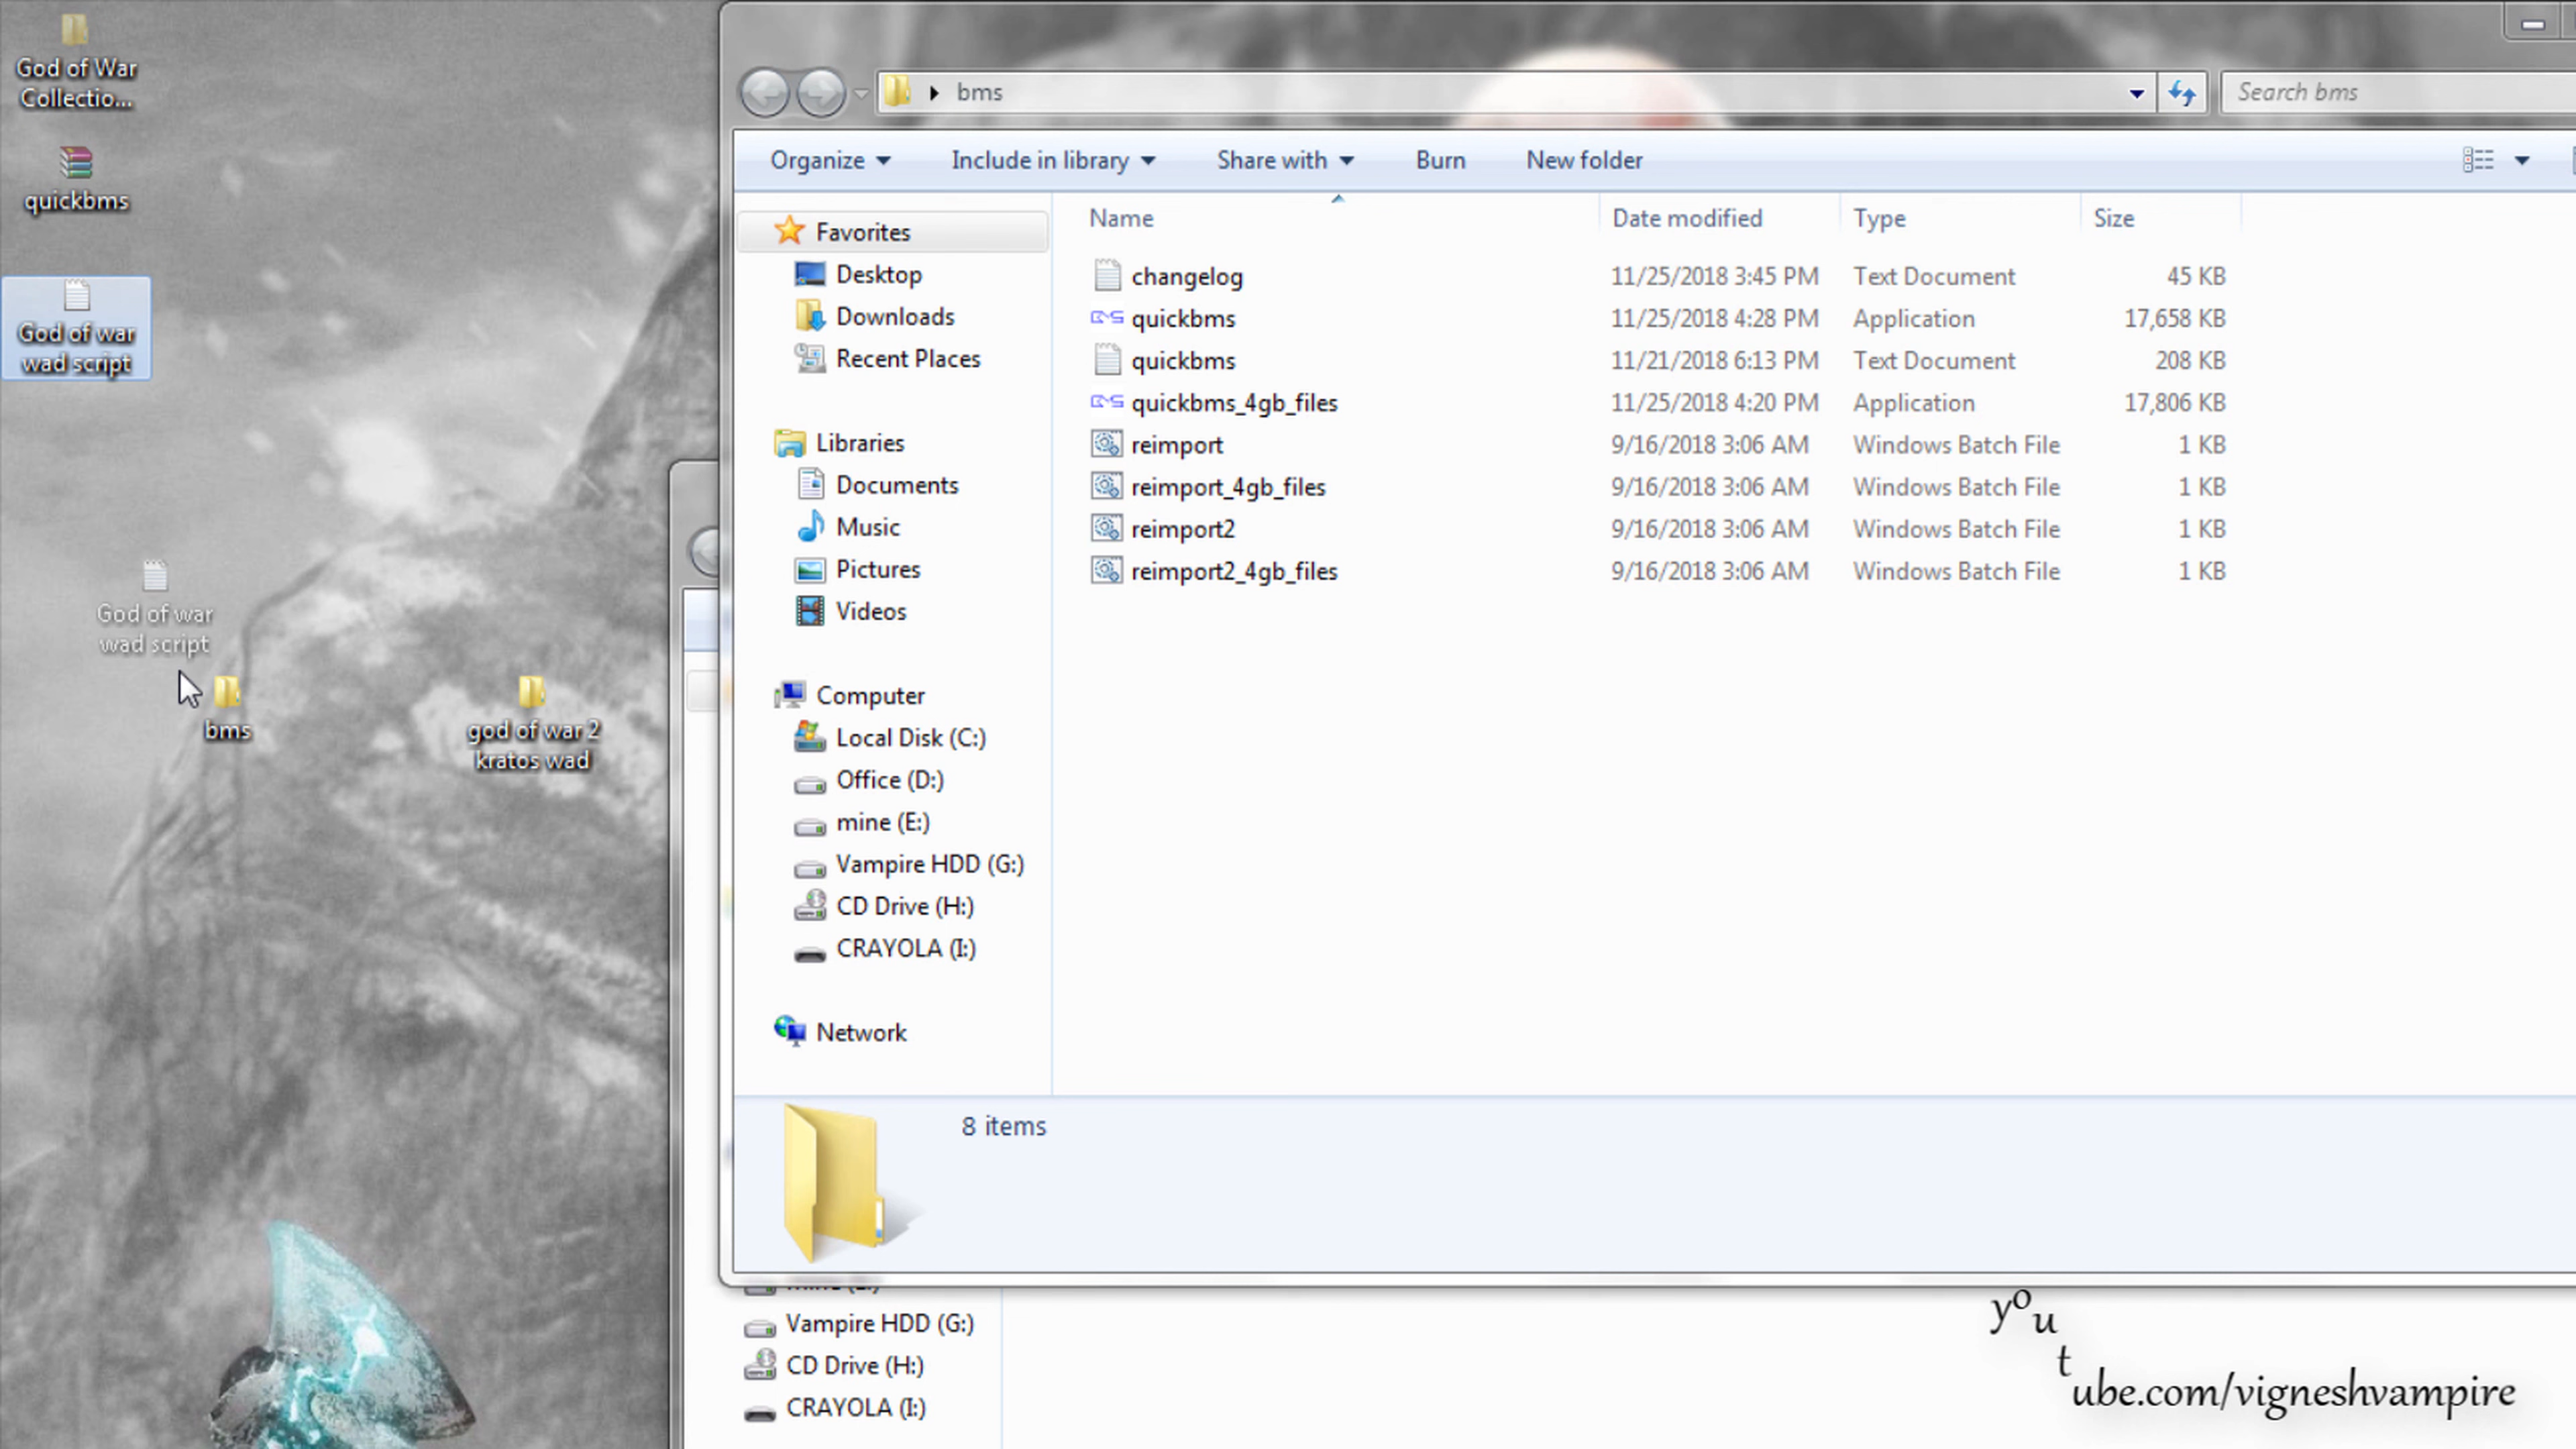 God of War
Collectio...
quickbms
God of war
wad script
God of war
wad script
bms
god of war 2
kratos wad
bms
Search bms
Organize
Include in library
Share with
Burn
New folder
Favorites
Desktop
Downloads
Recent Places
Libraries
Documents
Music
Pictures
Videos
Computer
Local Disk (C:)
Office (D:)
mine (E:)
Vampire HDD (G:)
CD Drive (H:)
CRAYOLA (I:)
Network
Name Date modified Type Size
changelog 11/25/2018 3:45 PM Text Document 45 KB
quickbms 11/25/2018 4:28 PM Application 17,658 KB
quickbms 11/21/2018 6:13 PM Text Document 208 KB
quickbms_4gb_files 11/25/2018 4:20 PM Application 17,806 KB
reimport 9/16/2018 3:06 AM Windows Batch File 1 KB
reimport_4gb_files 9/16/2018 3:06 AM Windows Batch File 1 KB
reimport2 9/16/2018 3:06 AM Windows Batch File 1 KB
reimport2_4gb_files 9/16/2018 3:06 AM Windows Batch File 1 KB
8 items
Vampire HDD (G:)
CD Drive (H:)
CRAYOLA (I:)
youtube.com/vigneshvampire